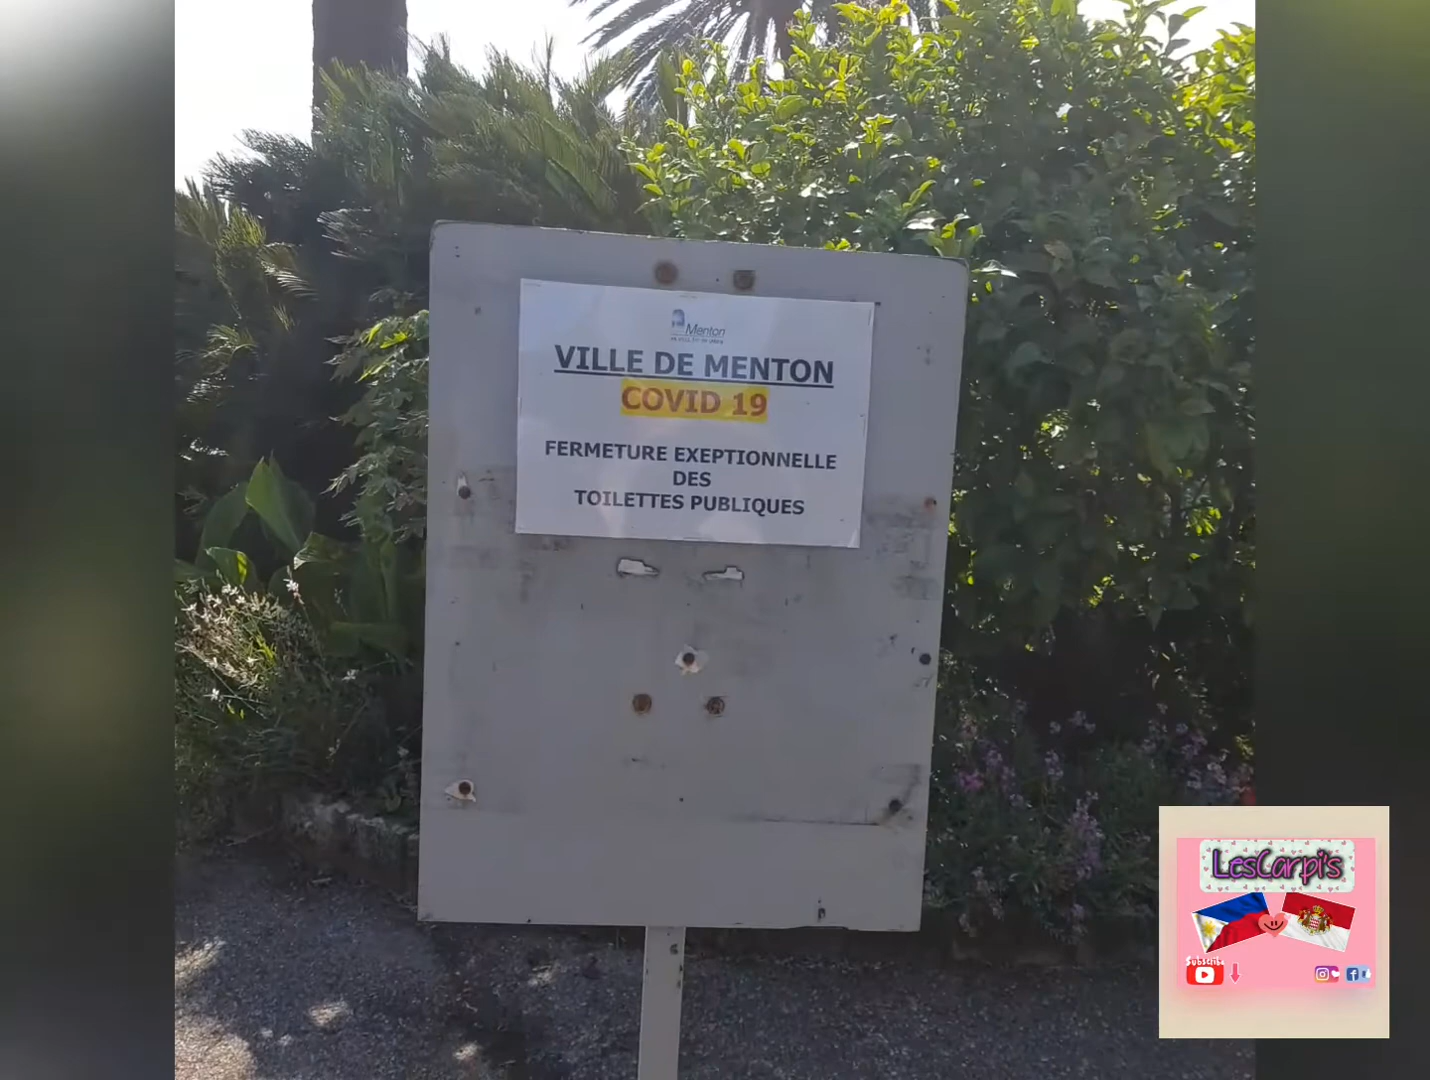 Menton
VILLE DE MENTON
COVID 19
FERMETURE EXEPTIONNELLE
DES
TOILETTES PUBLIQUES
LesCarpi's
Subscribe